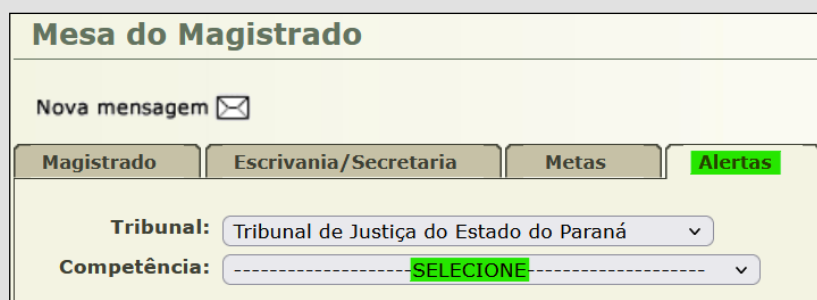 Mesa do Magistrado
Nova mensagem
Magistrado Escrivania/Secretaria Metas Alertas
Tribunal: Tribunal de Justiça do Estado do Paraná
Competência: -------------------SELECIONE-------------------